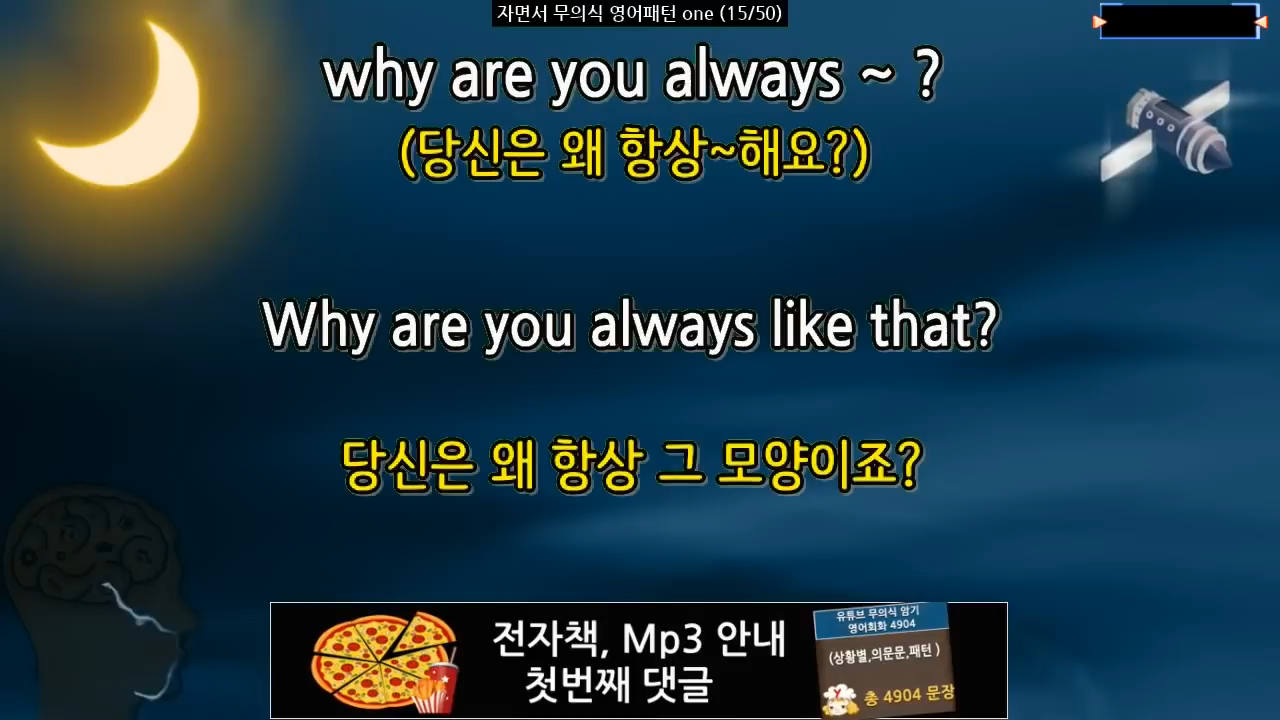 자면서 무의식 영어패턴 one (15/50)
why are you always ~ ?
(당신은 왜 항상~해요?)
Why are you always like that?
당신은 왜 항상 그 모양이죠?
전자책, Mp3 안내
첫번째 댓글
유튜브 무의식 암기
영어회화 4904
(상황별,의문문,패턴 )
총 4904 문장